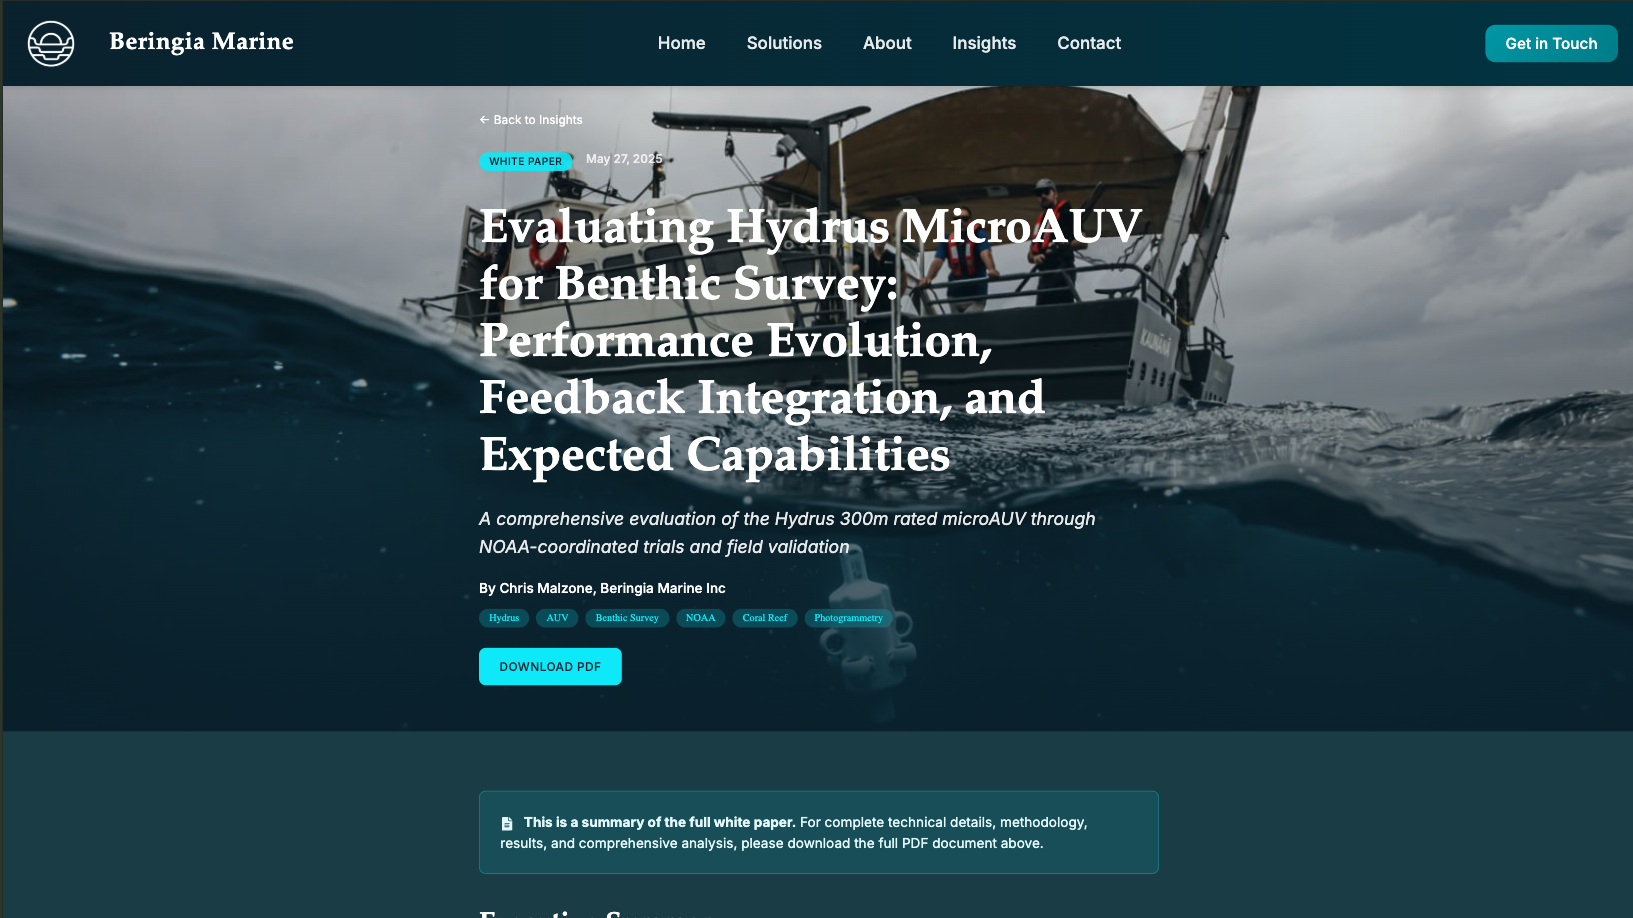 Beringia Marine
Home
Solutions
About
Insights
Contact
Get in Touch
← Back to Insights
WHITE PAPER
May 27, 2025
Evaluating Hydrus MicroAUV
for Benthic Survey:
Performance Evolution,
Feedback Integration, and
Expected Capabilities
KAUNĀNĀ
A comprehensive evaluation of the Hydrus 300m rated microAUV through
NOAA-coordinated trials and field validation
By Chris Malzone, Beringia Marine Inc
Hydrus
AUV
Benthic Survey
NOAA
Coral Reef
Photogrammetry
DOWNLOAD PDF
This is a summary of the full white paper. For complete technical details, methodology,
results, and comprehensive analysis, please download the full PDF document above.